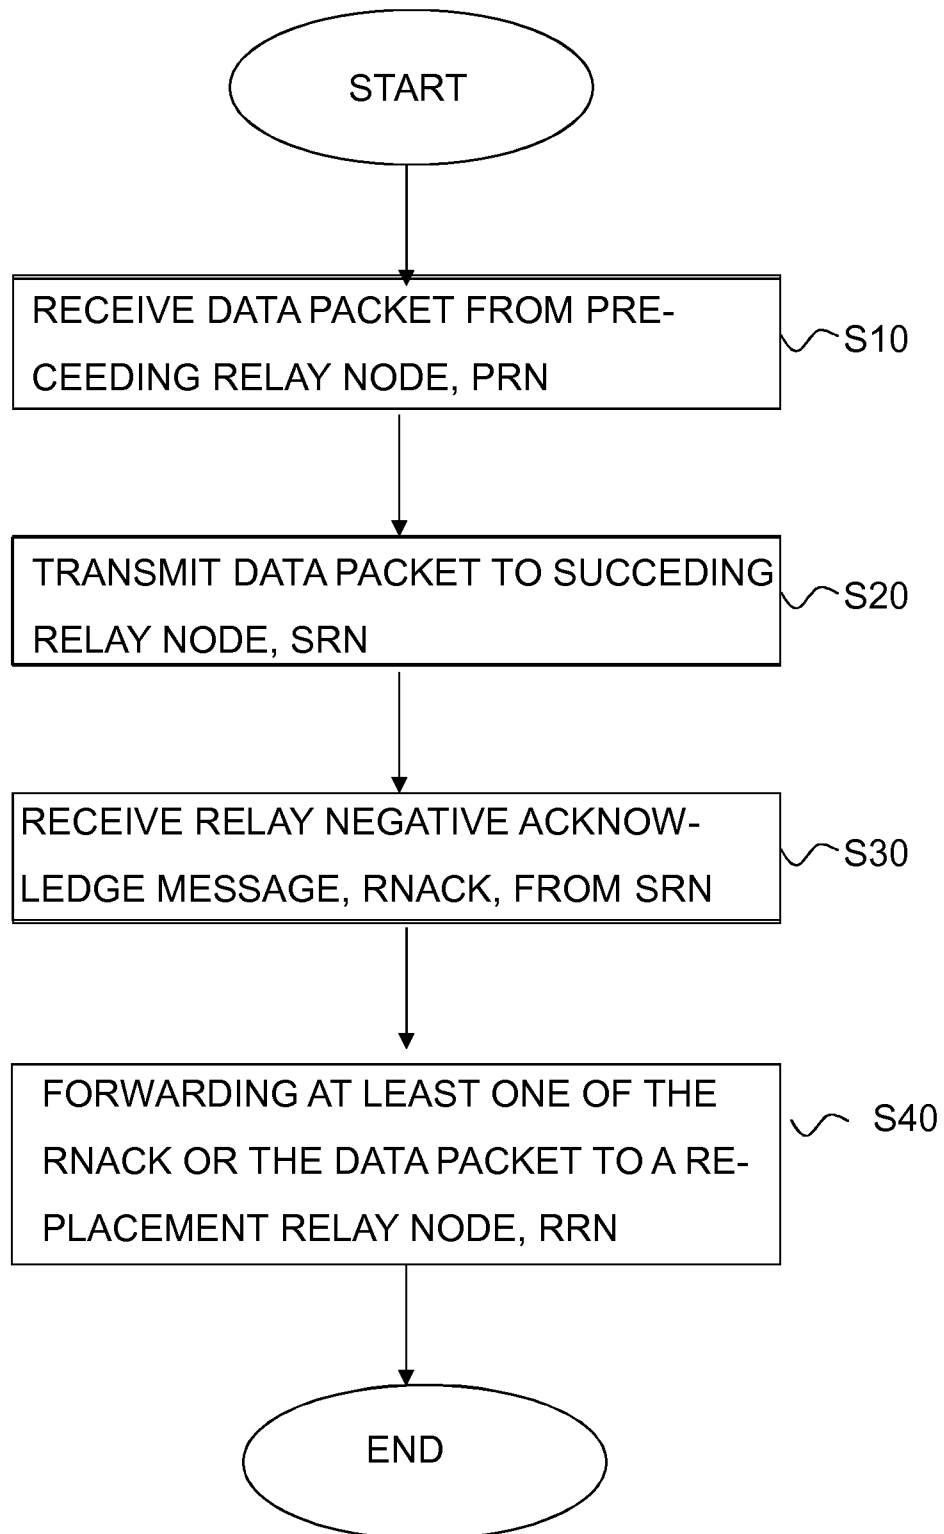 START
RECEIVE DATA PACKET FROM PRE-
CEEDING RELAY NODE, PRN
S10
TRANSMIT DATA PACKET TO SUCCEDING
RELAY NODE, SRN
S20
RECEIVE RELAY NEGATIVE ACKNOW-
LEDGE MESSAGE, RNACK, FROM SRN
S30
FORWARDING AT LEAST ONE OF THE
RNACK OR THE DATA PACKET TO A RE-
PLACEMENT RELAY NODE, RRN
S40
END